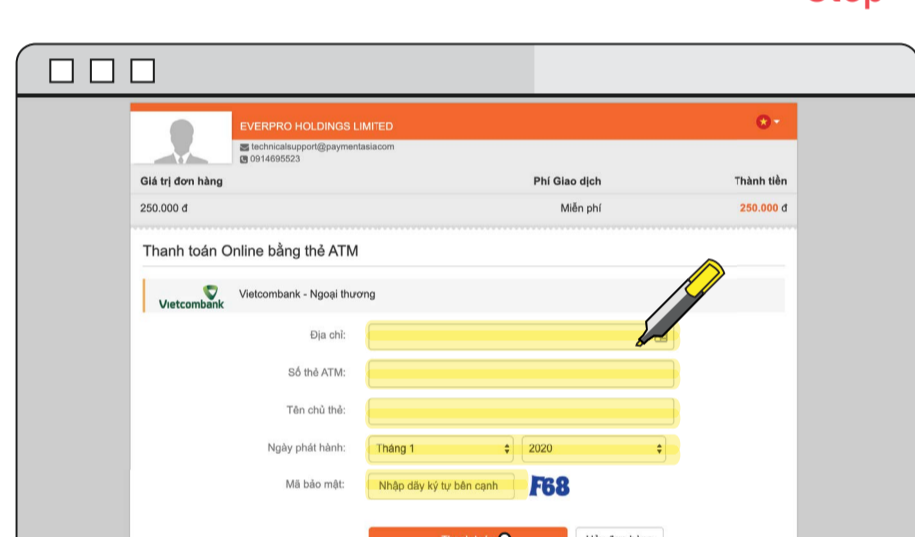 EVERPRO HOLDINGS LIMITED
technicalsupport@paymentasiacom
0914695523
Giá trị đơn hàng Phí Giao dịch Thành tiền
250.000 đ Miễn phí 250.000 đ
Thanh toán Online bằng thẻ ATM
Vietcombank Vietcombank - Ngoại thương
Địa chỉ:
Số thẻ ATM:
Tên chủ thẻ:
Ngày phát hành: Tháng 1 2020
Mã bảo mật: Nhập dãy ký tự bên cạnh F68